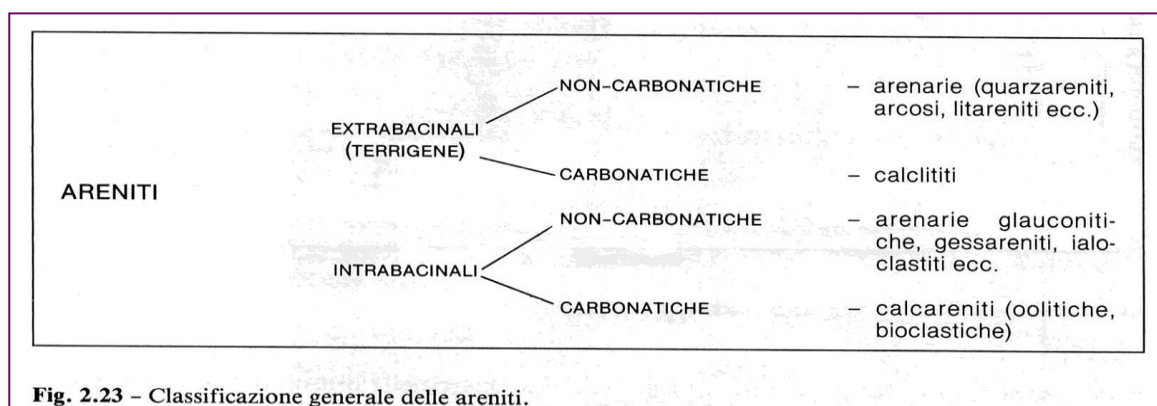 NON-CARBONATICHE – arenarie (quarzareniti,
arcosi, litareniti ecc.)
EXTRABACINALI
(TERRIGENE)
CARBONATICHE – calclititi
ARENITI
NON-CARBONATICHE – arenarie glauconiti-
che, gessareniti, ialo-
clastiti ecc.
INTRABACINALI
CARBONATICHE – calcareniti (oolitiche,
bioclastiche)
Fig. 2.23 – Classificazione generale delle areniti.